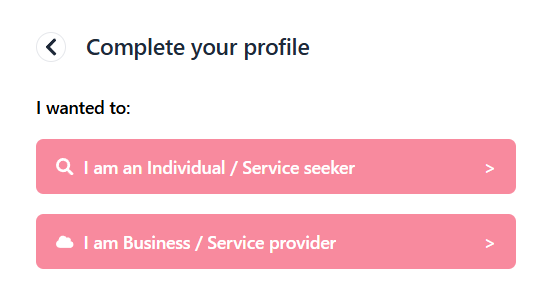 Complete your profile
I wanted to:
I am an Individual / Service seeker >
I am Business / Service provider >